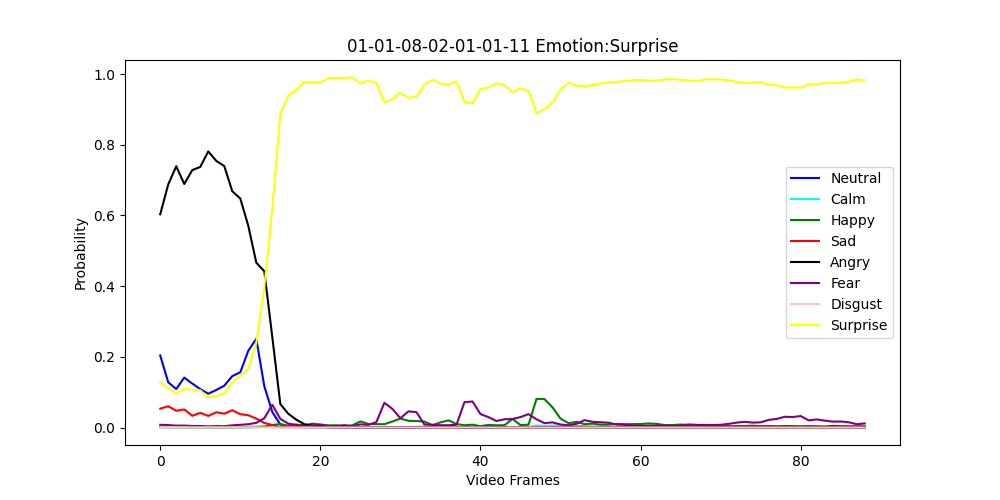 01-01-08-02-01-01-11 Emotion:Surprise
1.0
0.8
0.6
0.4
0.2
0.0
Probability
0 20 40 60 80
Video Frames
Neutral
Calm
Happy
Sad
Angry
Fear
Disgust
Surprise